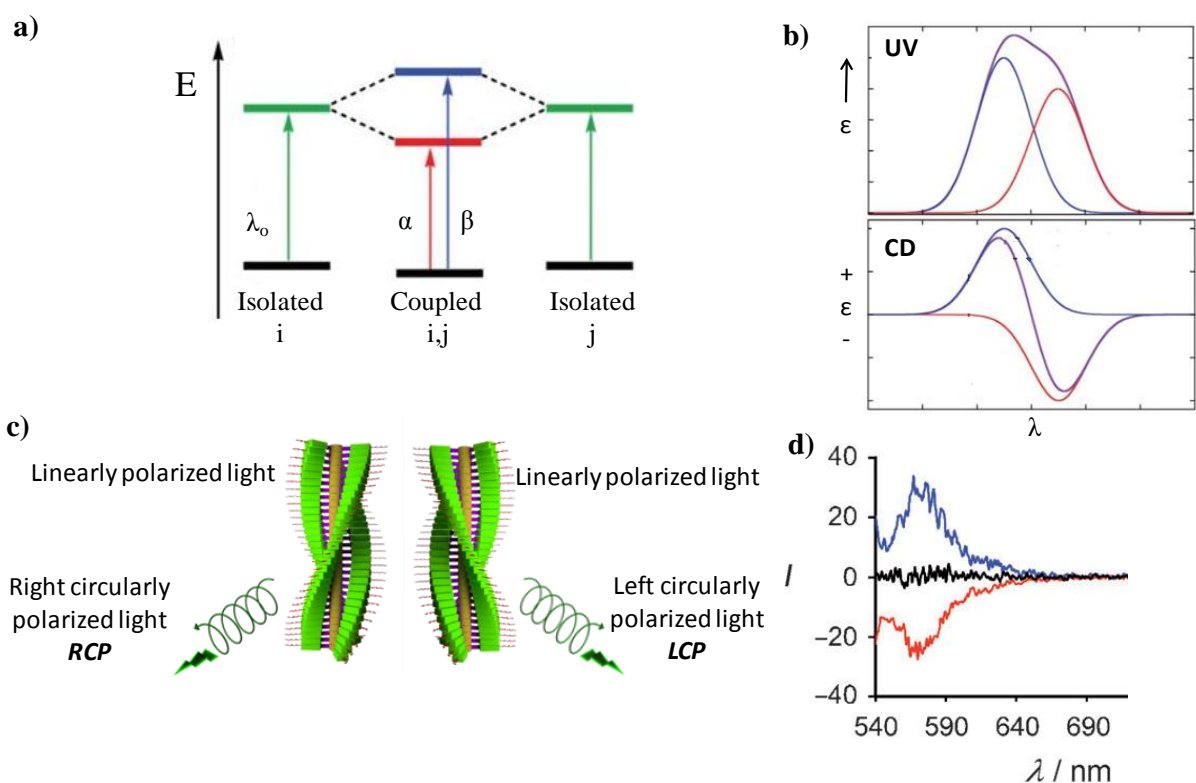 a)
E
λo
α
β
Isolated
i
Coupled
i,j
Isolated
j
b)
UV
ε
CD
+
ε
-
λ
c)
Linearly polarized light
Linearly polarized light
Right circularly
polarized light
RCP
Left circularly
polarized light
LCP
d)
40
20
0
−20
−40
I
540
590
640
690
λ / nm